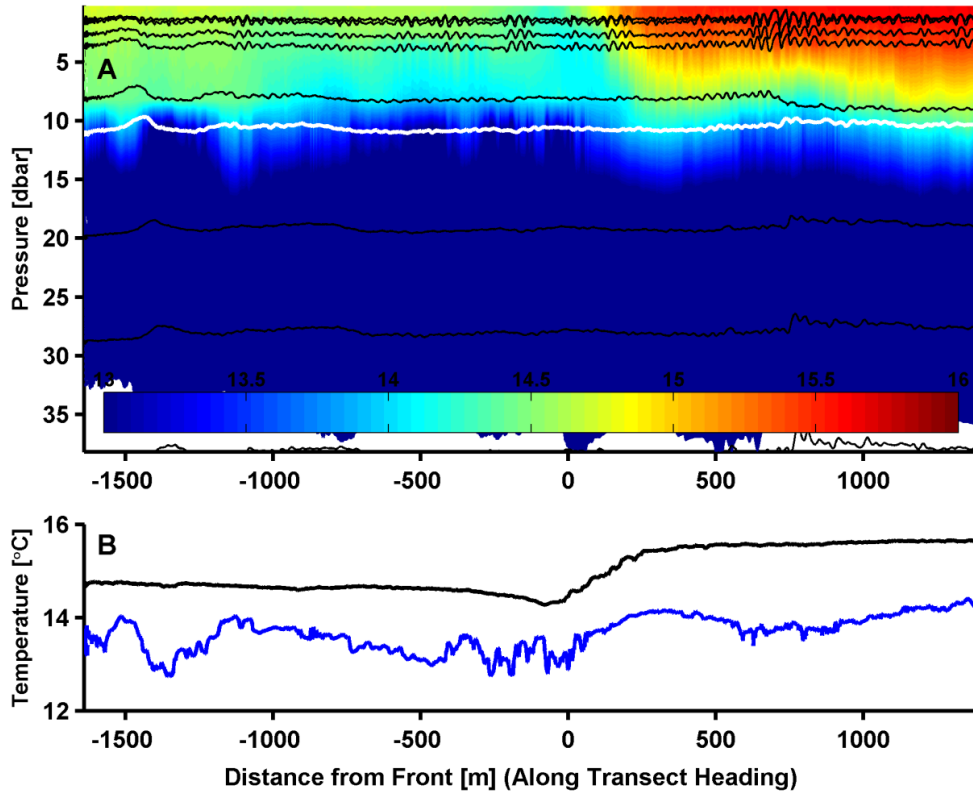 A
5
10
15
20
25
30
35
Pressure [dbar]
13 13.5 14 14.5 15 15.5 16
-1500 -1000 -500 0 500 1000
B
16
14
12
Temperature [°C]
-1500 -1000 -500 0 500 1000
Distance from Front [m] (Along Transect Heading)